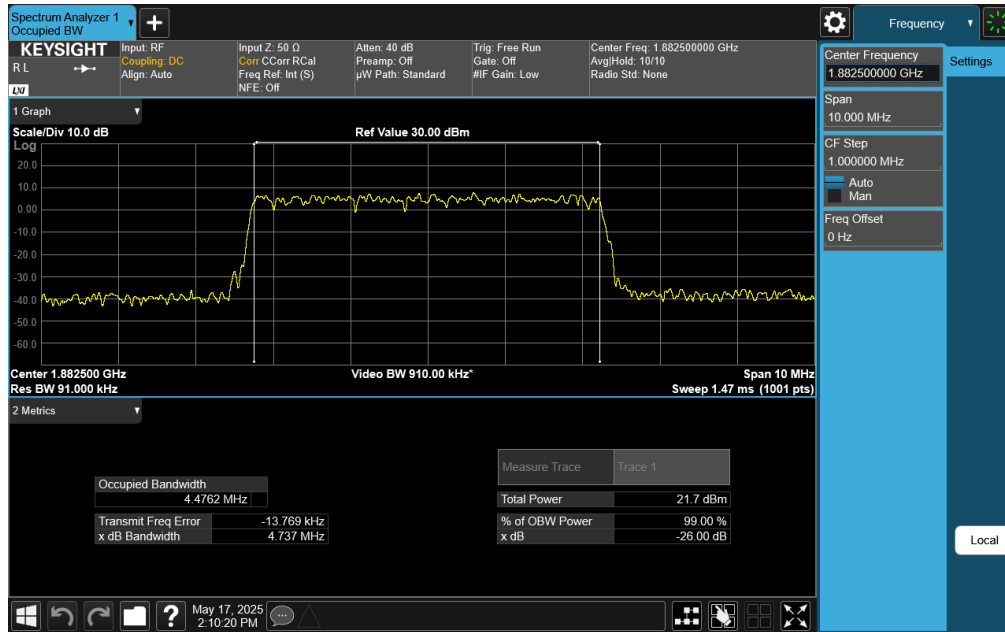 Spectrum Analyzer 1
Occupied BW
Frequency
KEYSIGHT
R L
LXI
Input: RF
Coupling: DC
Align: Auto
Input Z: 50 Ω
Corr CCorr RCal
Freq Ref: Int (S)
NFE: Off
Atten: 40 dB
Preamp: Off
µW Path: Standard
Trig: Free Run
Gate: Off
#IF Gain: Low
Center Freq: 1.882500000 GHz
Avg|Hold: 10/10
Radio Std: None
Center Frequency
1.882500000 GHz
Settings
Span
10.000 MHz
CF Step
1.000000 MHz
Auto
Man
Freq Offset
0 Hz
Local
1 Graph
Scale/Div 10.0 dB
Ref Value 30.00 dBm
Log
20.0
10.0
0.00
-10.0
-20.0
-30.0
-40.0
-50.0
-60.0
Center 1.882500 GHz
Video BW 910.00 kHz*
Span 10 MHz
Res BW 91.000 kHz
Sweep 1.47 ms (1001 pts)
2 Metrics
Measure Trace
Trace 1
Occupied Bandwidth
4.4762 MHz
Total Power
21.7 dBm
Transmit Freq Error
-13.769 kHz
% of OBW Power
99.00 %
x dB Bandwidth
4.737 MHz
x dB
-26.00 dB
?
May 17, 2025
2:10:20 PM